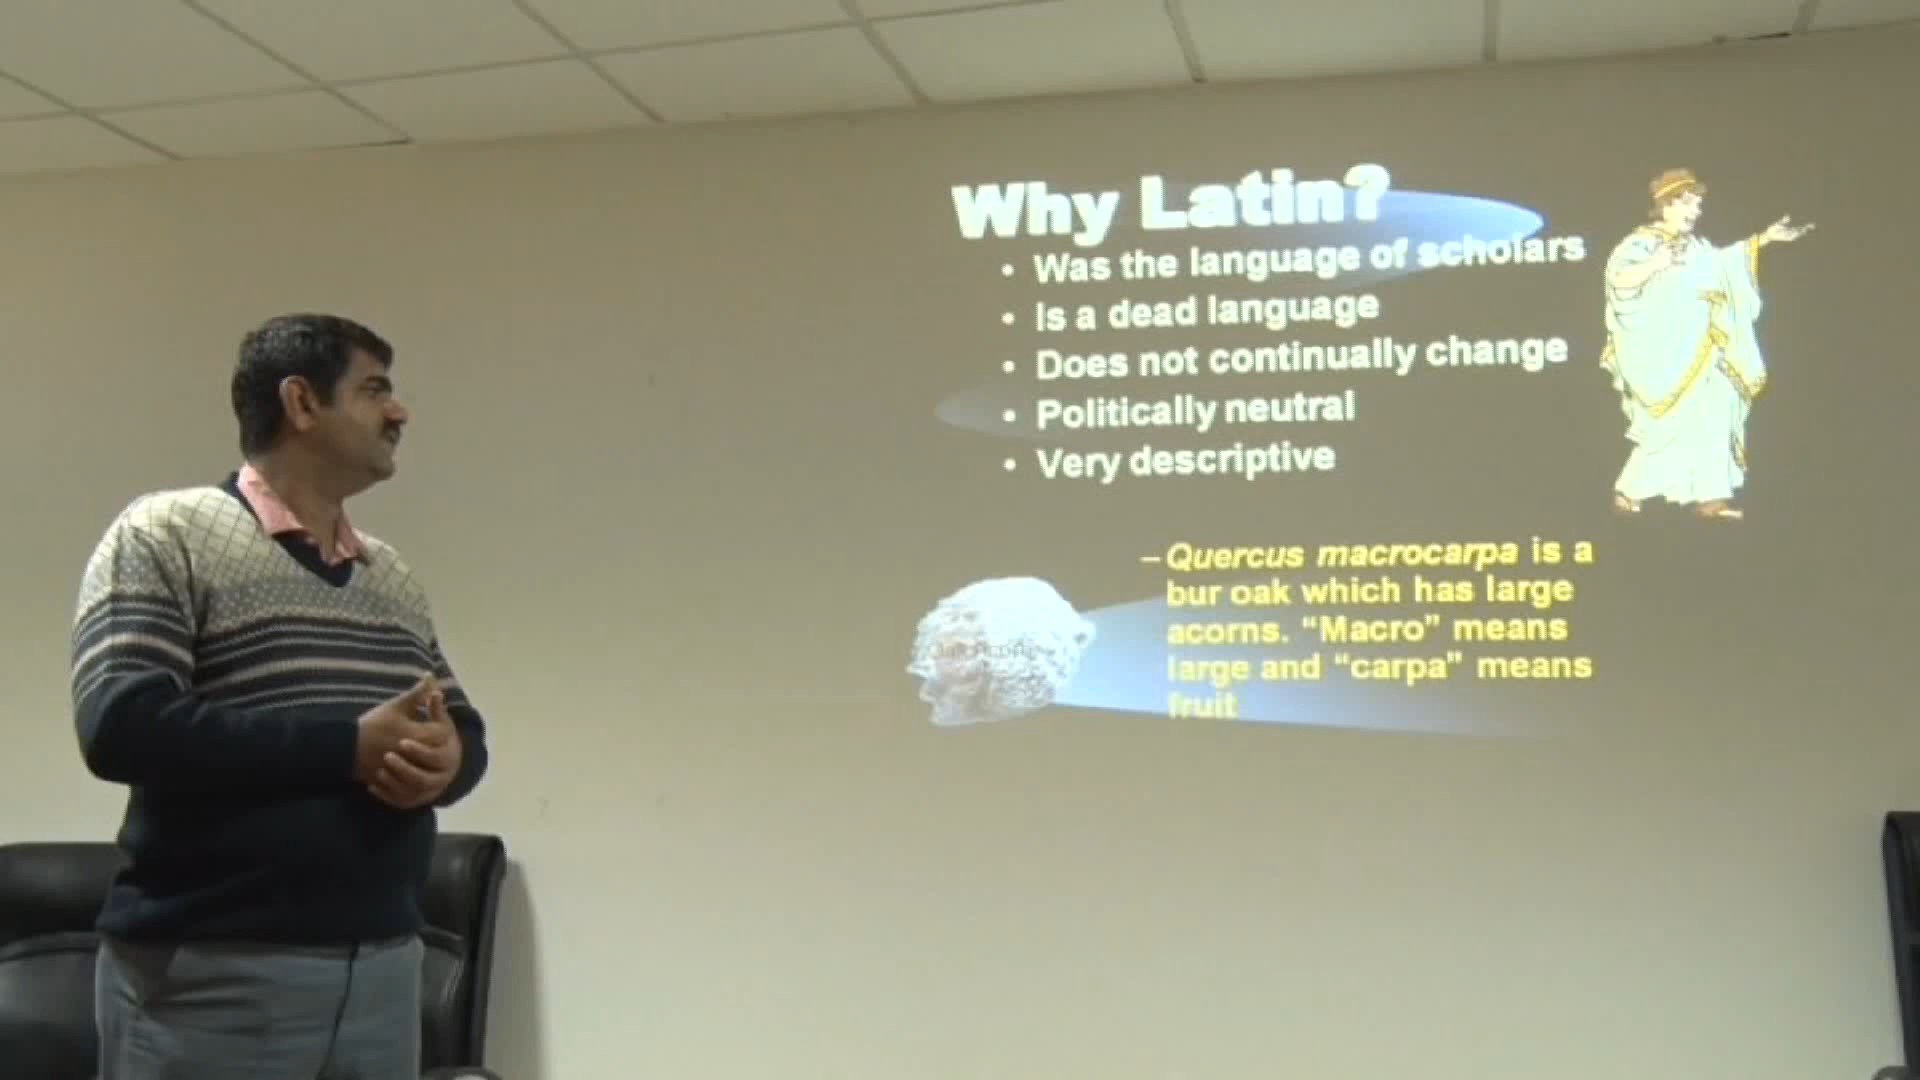 Why Latin?
• Was the language of scholars
• Is a dead language
• Does not continually change
• Politically neutral
• Very descriptive
– Quercus macrocarpa is a
bur oak which has large
acorns. “Macro” means
large and “carpa” means
fruit